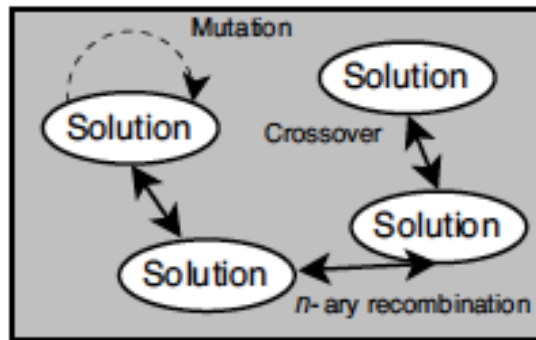 Mutation
Solution
Solution
Crossover
Solution
Solution
n- ary recombination